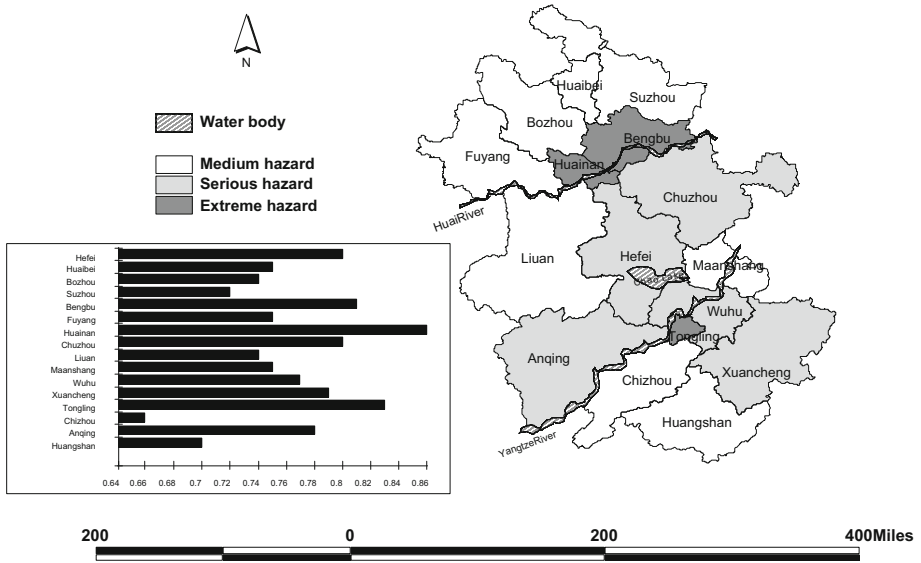 N
Water body
Medium hazard
Serious hazard
Extreme hazard
Huaibei
Suzhou
Bozhou
Bengbu
Fuyang
Huainan
Chuzhou
HuaiRiver
Liuan
Hefei
Maanshang
Chao Lake
Wuhu
Tongling
Anqing
Xuancheng
Chizhou
Huangshan
YangtzeRiver
Hefei
Huaibei
Bozhou
Suzhou
Bengbu
Fuyang
Huainan
Chuzhou
Liuan
Maanshang
Wuhu
Xuancheng
Tongling
Chizhou
Anqing
Huangshan
0.64 0.66 0.68 0.7 0.72 0.74 0.76 0.78 0.8 0.82 0.84 0.86
200 0 200 400Miles